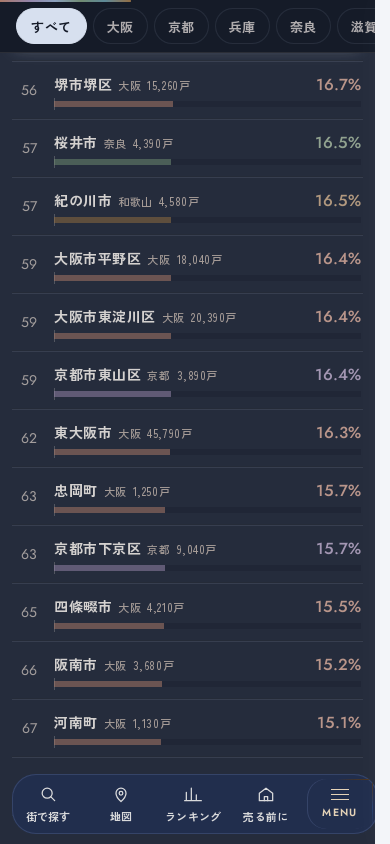 すべて 大阪 京都 兵庫 奈良 滋賀
56 堺市堺区 大阪 15,260戸 16.7%
57 桜井市 奈良 4,390戸 16.5%
57 紀の川市 和歌山 4,580戸 16.5%
59 大阪市平野区 大阪 18,040戸 16.4%
59 大阪市東淀川区 大阪 20,390戸 16.4%
59 京都市東山区 京都 3,890戸 16.4%
62 東大阪市 大阪 45,790戸 16.3%
63 忠岡町 大阪 1,250戸 15.7%
63 京都市下京区 京都 9,040戸 15.7%
65 四條畷市 大阪 4,210戸 15.5%
66 阪南市 大阪 3,680戸 15.2%
67 河南町 大阪 1,130戸 15.1%
街で探す 地図 ランキング 売る前に MENU